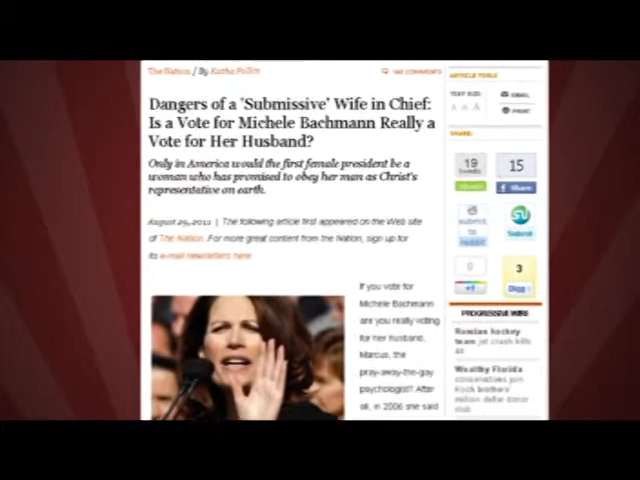 The Nation / By Katha Pollitt
COMMENTS
Dangers of a 'Submissive' Wife in Chief:
Is a Vote for Michele Bachmann Really a
Vote for Her Husband?
Only in America would the first female president be a
woman who has promised to obey her man as Christ's
representative on earth.
August 25, 2011 | The following article first appeared on the Web site
of The Nation. For more great content from the Nation, sign up for
its e-mail newsletters here
If you vote for
Michele Bachmann
are you really voting
for her husband,
Marcus, the
pray-away-the-gay
psychologist? After
all, in 2006 she said
ARTICLE TOOLS
TEXT SIZE:
A A A
EMAIL
PRINT
SHARE:
19
15
Share
submit
to
reddit
Submit
0
3
+1
Digg
PROGRESSIVE WIRE
Russian hockey
team jet crash kills
Wealthy Florida
conservatives join
Koch brothers'
million-dollar donor
club